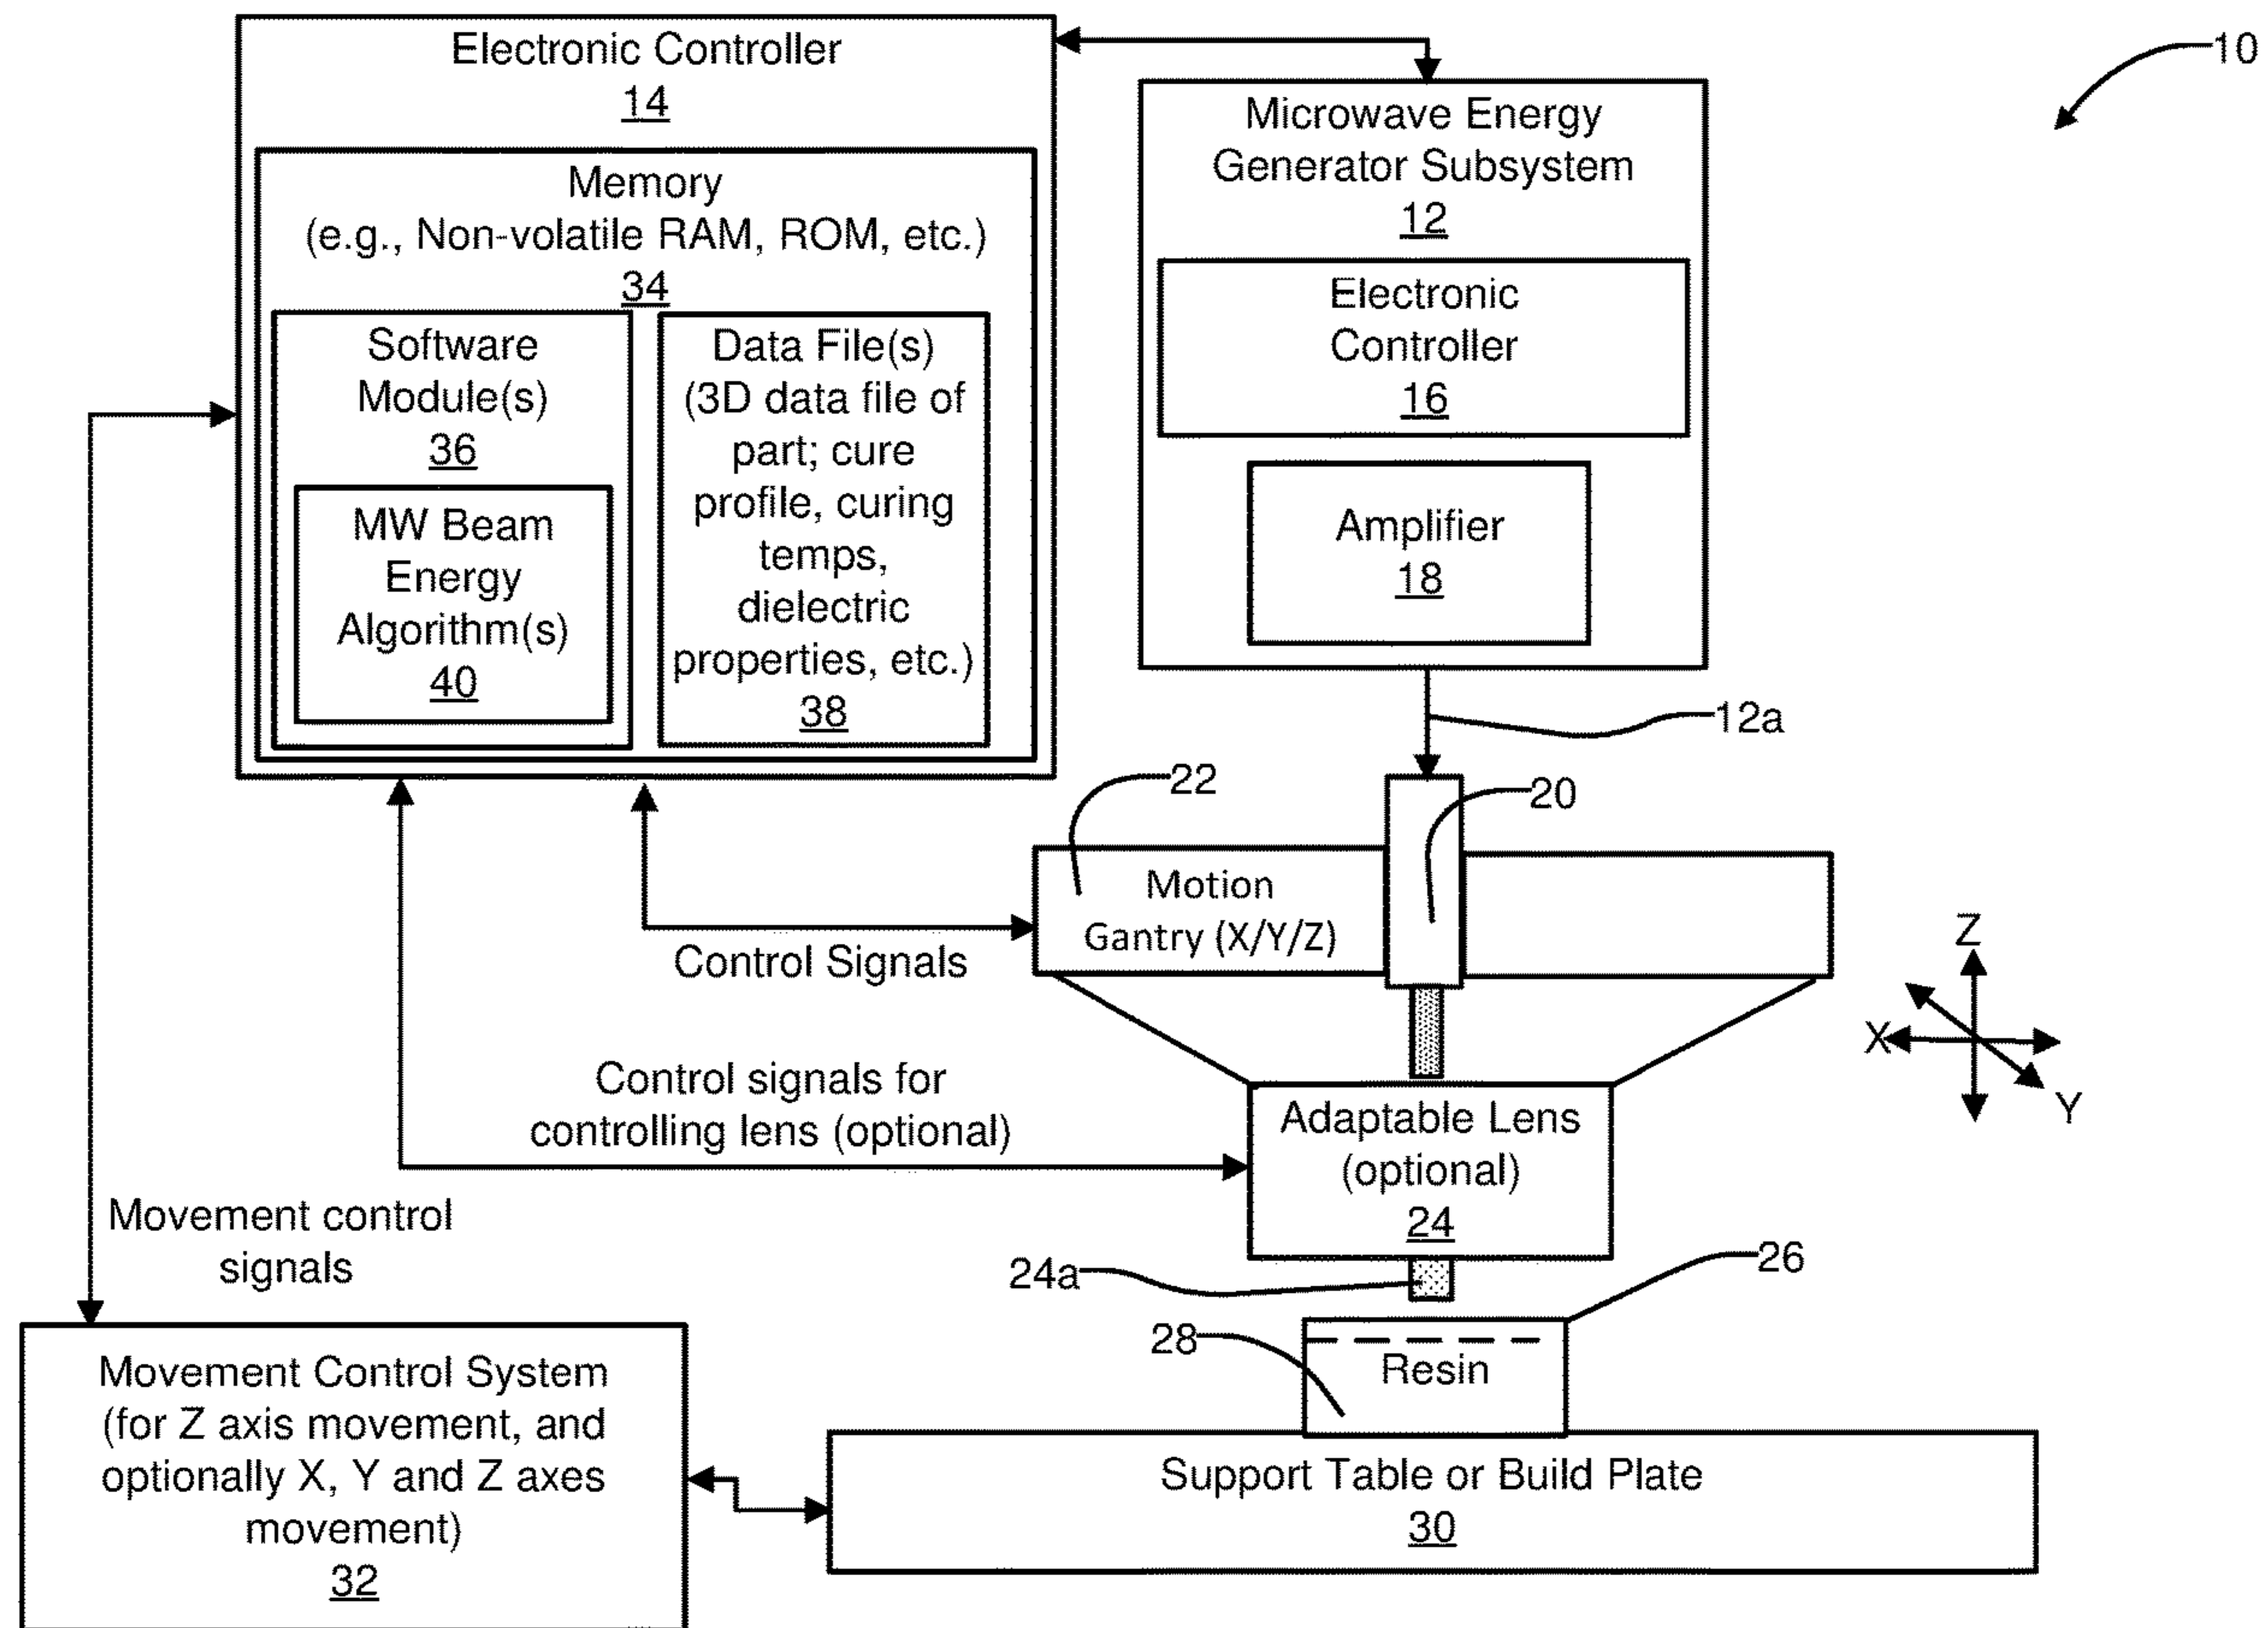 Electronic Controller
14
Memory
(e.g., Non-volatile RAM, ROM, etc.)
34
Software
Module(s)
36
MW Beam
Energy
Algorithm(s)
40
Data File(s)
(3D data file of
part; cure
profile, curing
temps,
dielectric
properties, etc.)
38
Microwave Energy
Generator Subsystem
12
Electronic
Controller
16
Amplifier
18
10
12a
22
20
Motion
Gantry (X/Y/Z)
Control Signals
Z
X
Y
Control signals for
controlling lens (optional)
Adaptable Lens
(optional)
24
24a
26
28
Resin
Movement control
signals
Movement Control System
(for Z axis movement, and
optionally X, Y and Z axes
movement)
32
Support Table or Build Plate
30